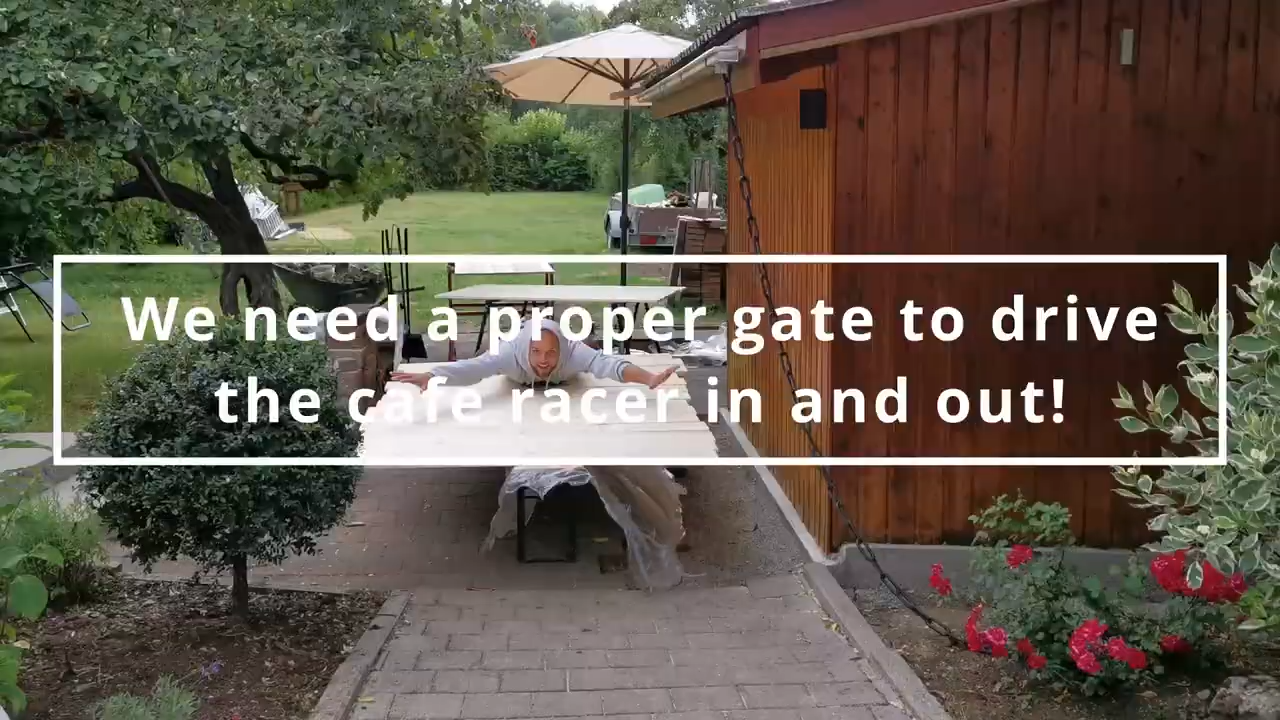 We need a proper gate to drive
the cafe racer in and out!